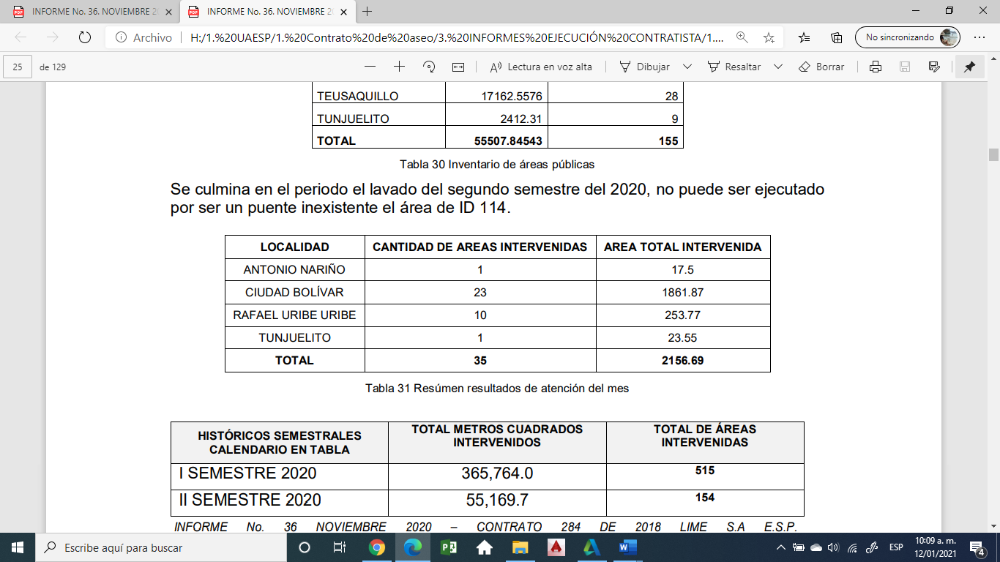 INFORME No. 36. NOVIEMBRE 2
INFORME No. 36. NOVIEMBRE 2
Archivo
H:/1.%20UAESP/1.%20Contrato%20de%20aseo/3.%20INFORMES%20EJECUCIÓN%20CONTRATISTA/1....
No sincronizando
25 de 129
Lectura en voz alta
Dibujar
Resaltar
Borrar
TEUSAQUILLO 17162.5576 28
TUNJUELITO 2412.31 9
TOTAL 55507.84543 155
Tabla 30 Inventario de áreas públicas
Se culmina en el periodo el lavado del segundo semestre del 2020, no puede ser ejecutado
por ser un puente inexistente el área de ID 114.
LOCALIDAD CANTIDAD DE AREAS INTERVENIDAS AREA TOTAL INTERVENIDA
ANTONIO NARIÑO 1 17.5
CIUDAD BOLÍVAR 23 1861.87
RAFAEL URIBE URIBE 10 253.77
TUNJUELITO 1 23.55
TOTAL 35 2156.69
Tabla 31 Resúmen resultados de atención del mes
HISTÓRICOS SEMESTRALES
CALENDARIO EN TABLA
TOTAL METROS CUADRADOS
INTERVENIDOS
TOTAL DE ÁREAS
INTERVENIDAS
I SEMESTRE 2020 365,764.0 515
II SEMESTRE 2020 55,169.7 154
INFORME No. 36 NOVIEMBRE 2020 – CONTRATO 284 DE 2018 LIME S.A E.S.P.
Escribe aquí para buscar
ESP
10:09 a. m.
12/01/2021
4